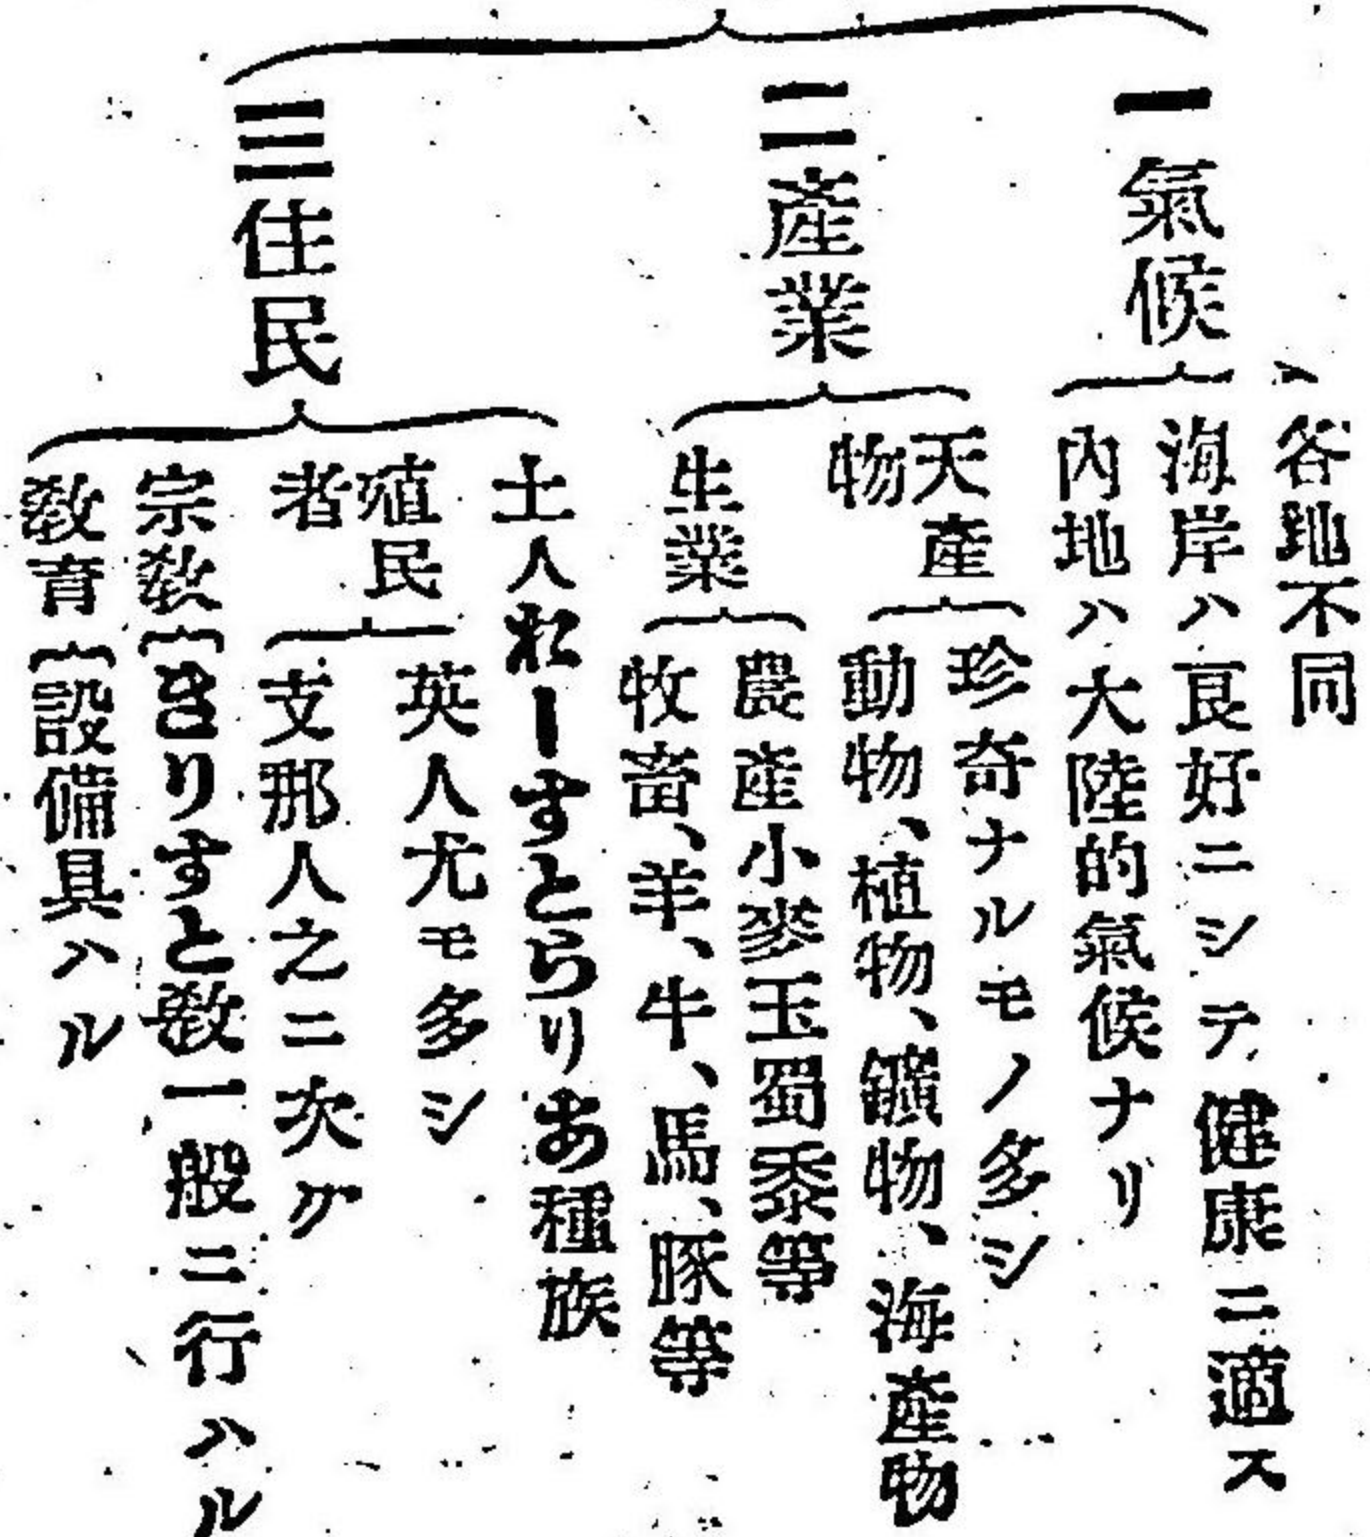 一氣候
各地不同
海岸ハ良好ニシテ健康ニ適ス
內地ハ大陸的氣候ナリ
二產業
天產
物
珍奇ナルモノ多シ
動物、植物、鑛物、海產物
生業
農產小麥玉蜀黍等
牧畜、羊、牛、馬、豚等
三住民
土人おーすとらりあ種族
殖民
者
英人尤モ多シ
支那人之ニ次グ
宗敎
きりすと敎一般ニ行ハル
敎育
設備具ハル